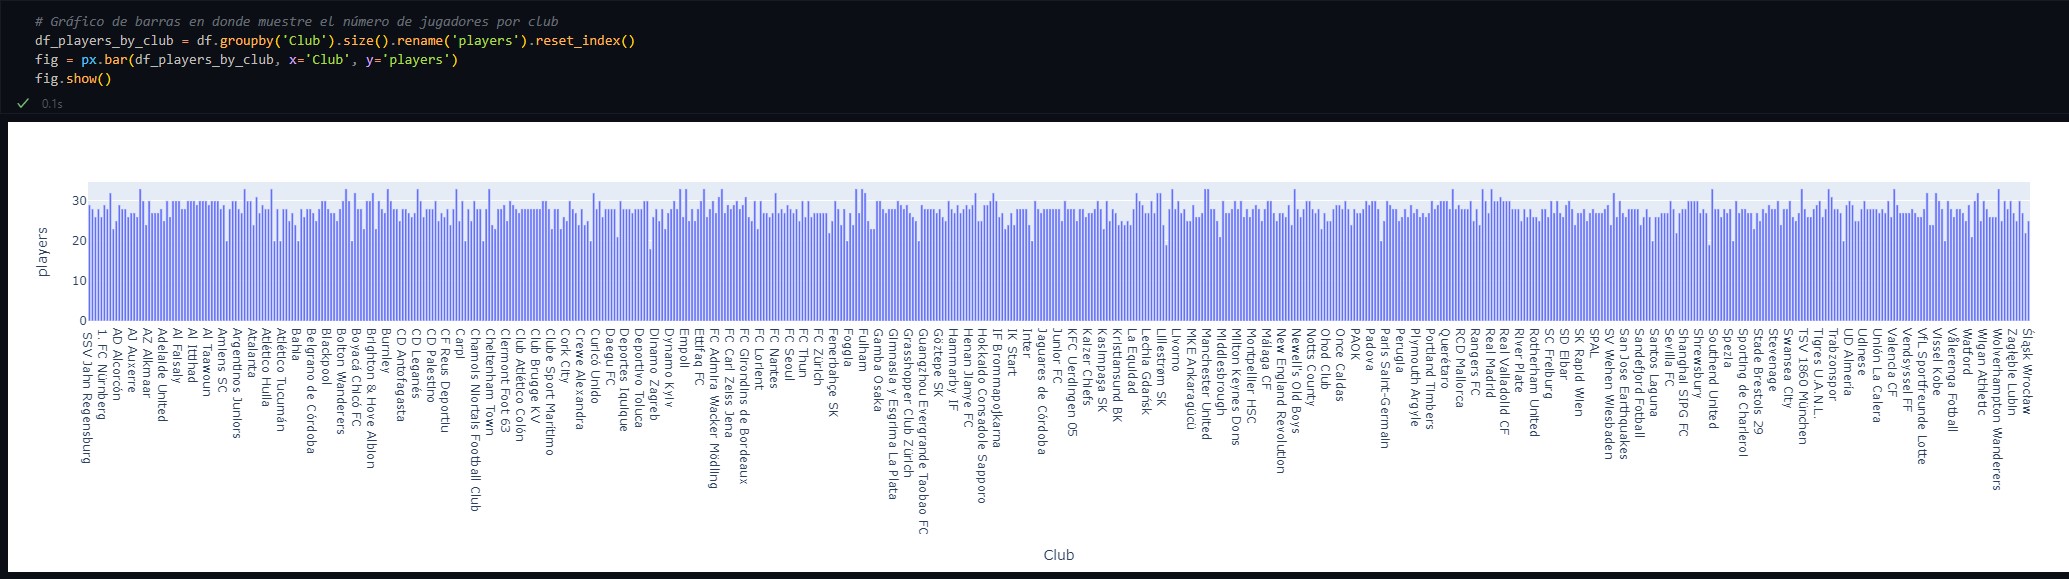 # Gráfico de barras en donde muestre el número de jugadores por club
df_players_by_club = df.groupby('Club').size().rename('players').reset_index()
fig = px.bar(df_players_by_club, x='Club', y='players')
fig.show()
0.1s
30
20
10
0
players
SSV Jahn Regensburg
1. FC Nürnberg
AD Alcorcón
AJ Auxerre
AZ Alkmaar
Adelaide United
Al Faisaly
Al Ittihad
Al Taawoun
Amiens SC
Argentinos Juniors
Atalanta
Atlético Huila
Atlético Tucumán
Bahia
Belgrano de Córdoba
Blackpool
Bolton Wanderers
Boyacá Chicó FC
Brighton & Hove Albion
Burnley
CD Antofagasta
CD Leganés
CD Palestino
CF Reus Deportiu
Carpi
Chamois Niortais Football Club
Cheltenham Town
Clermont Foot 63
Club Atlético Colón
Club Brugge KV
Clube Sport Marítimo
Cork City
Crewe Alexandra
Curicó Unido
Daegu FC
Deportes Iquique
Deportivo Toluca
Dinamo Zagreb
Dynamo Kyiv
Empoli
Ettifaq FC
FC Admira Wacker Mödling
FC Carl Zeiss Jena
FC Girondins de Bordeaux
FC Lorient
FC Nantes
FC Seoul
FC Thun
FC Zürich
Fenerbahçe SK
Foggia
Fulham
Gamba Osaka
Gimnasia y Esgrima La Plata
Grasshopper Club Zürich
Guangzhou Evergrande Taobao FC
Göztepe SK
Hammarby IF
Henan Jianye FC
Hokkaido Consadole Sapporo
IF Brommapojkarna
IK Start
Inter
Jaguares de Córdoba
Junior FC
KFC Uerdingen 05
Kaizer Chiefs
Kasimpaşa SK
Kristiansund BK
La Equidad
Lechia Gdańsk
Lillestrøm SK
Livorno
MKE Ankaragücü
Manchester United
Middlesbrough
Milton Keynes Dons
Montpellier HSC
Málaga CF
New England Revolution
Newell's Old Boys
Notts County
Ohod Club
Once Caldas
PAOK
Padova
Paris Saint-Germain
Perugia
Plymouth Argyle
Portland Timbers
Querétaro
RCD Mallorca
Rangers FC
Real Madrid
Real Valladolid CF
River Plate
Rotherham United
SC Freiburg
SD Eibar
SK Rapid Wien
SPAL
SV Wehen Wiesbaden
San Jose Earthquakes
Sandefjord Fotball
Santos Laguna
Sevilla FC
Shanghai SIPG FC
Shrewsbury
Southend United
Spezia
Sporting de Charleroi
Stade Brestois 29
Stevenage
Swansea City
TSV 1860 München
Tigres U.A.N.L.
Trabzonspor
UD Almería
Udinese
Unión La Calera
Valencia CF
Vendsyssel FF
VfL Sportfreunde Lotte
Vissel Kobe
Vålerenga Fotball
Watford
Wigan Athletic
Wolverhampton Wanderers
Zagłębie Lubin
Śląsk Wrocław
Club